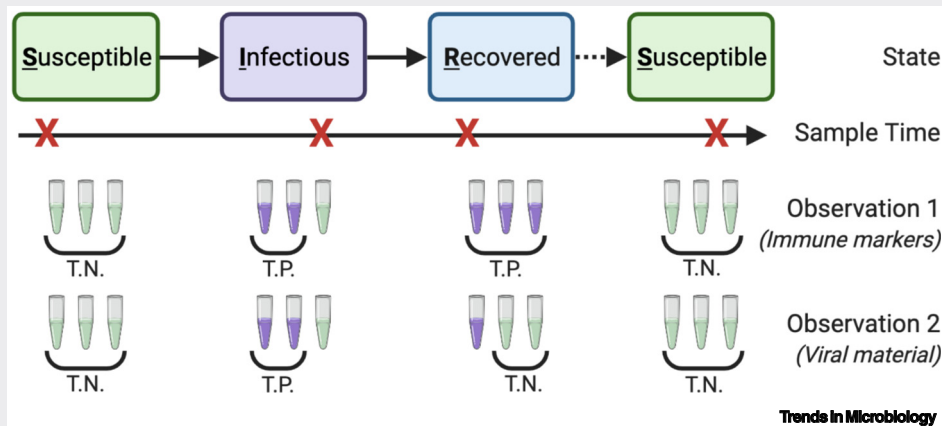 Susceptible Infectious Recovered Susceptible State
X X X X Sample Time
Observation 1
(Immune markers)
T.N. T.P. T.P. T.N.
Observation 2
(Viral material)
T.N. T.P. T.N. T.N.
Trends in Microbiology